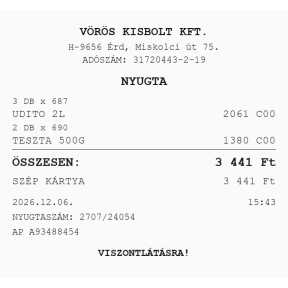 VÖRÖS KISBOLT KFT.
H-9656 Érd, Miskolci út 75.
ADÓSZÁM: 31720443-2-19
NYUGTA
3 DB x 687
UDITO 2L 2061 C00
2 DB x 690
TESZTA 500G 1380 C00
ÖSSZESEN: 3 441 Ft
SZÉP KÁRTYA 3 441 Ft
2026.12.06. 15:43
NYUGTASZÁM: 2707/24054
AP A93488454
VISZONTLÁTÁSRA!